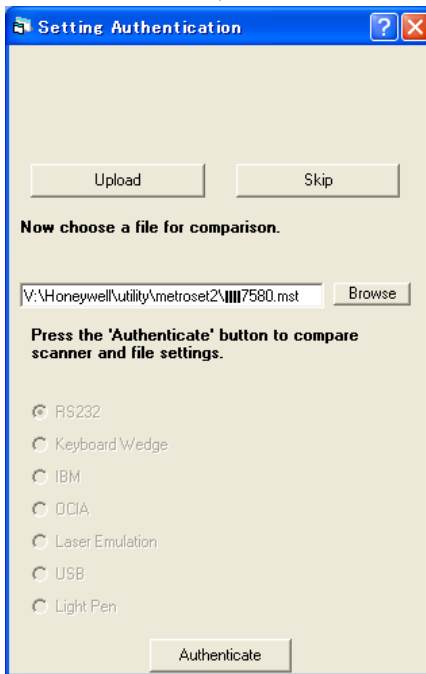 Setting Authentication
Upload Skip
Now choose a file for comparison.
V:\Honeywell\utility\metroset2\||||7580.mst Browse
Press the 'Authenticate' button to compare
scanner and file settings.
RS232
Keyboard Wedge
IBM
OCIA
Laser Emulation
USB
Light Pen
Authenticate